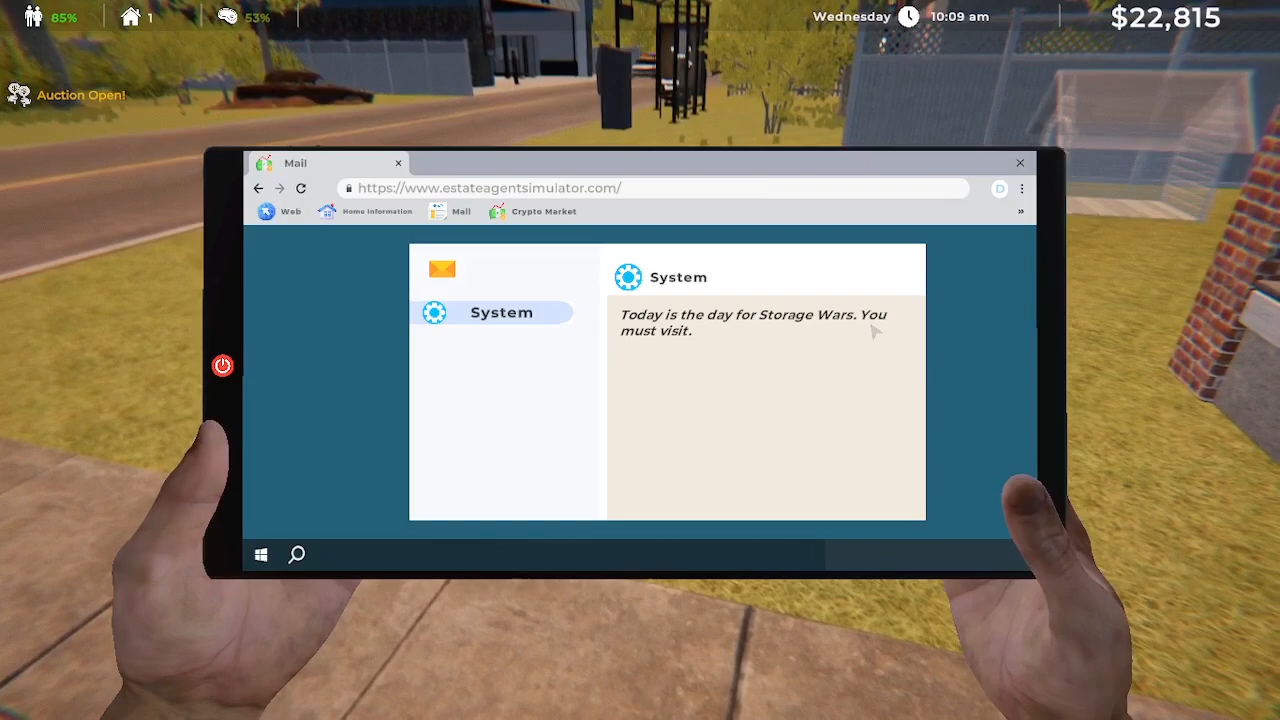 85%
1
53%
Wednesday
10:09 am
$22,815
Auction Open!
Mail
https://www.estateagentsimulator.com/
D
Web
Home Information
Mail
Crypto Market
»
System
System
Today is the day for Storage Wars. You
must visit.